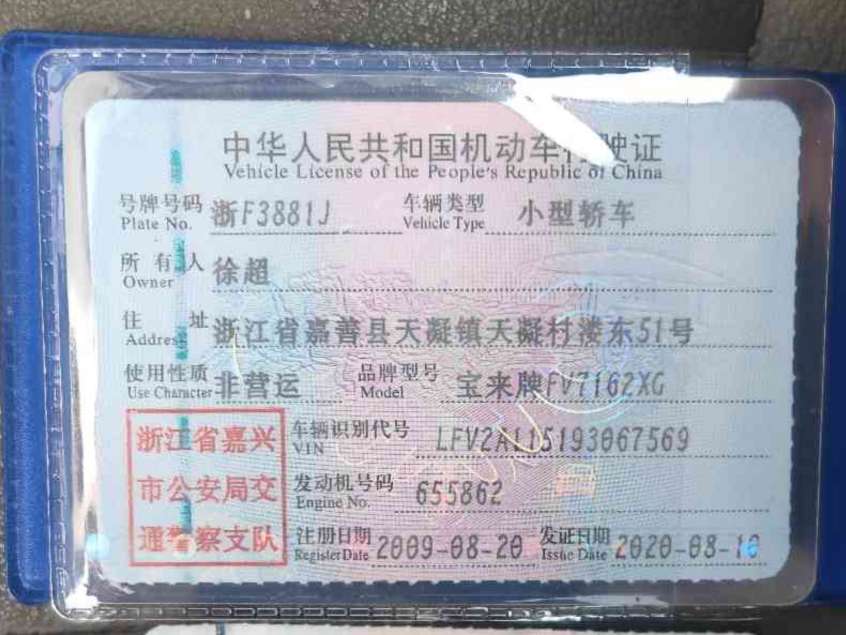 中华人民共和国机动车行驶证
Vehicle License of the People's Republic of China
号牌号码 浙F3881J 车辆类型 小型轿车
Plate No. Vehicle Type
所有人 徐超
Owner
住址 浙江省嘉善县天凝镇天凝村溇东51号
Address
使用性质 非营运 品牌型号 宝来牌FV7162XG
Use Character Model
浙江省嘉兴 车辆识别代号 LFV2A115193067569
VIN
市公安局交 发动机号码 655862
Engine No.
通警察支队 注册日期 2009-08-20 发证日期 2020-08-10
Register Date Issue Date